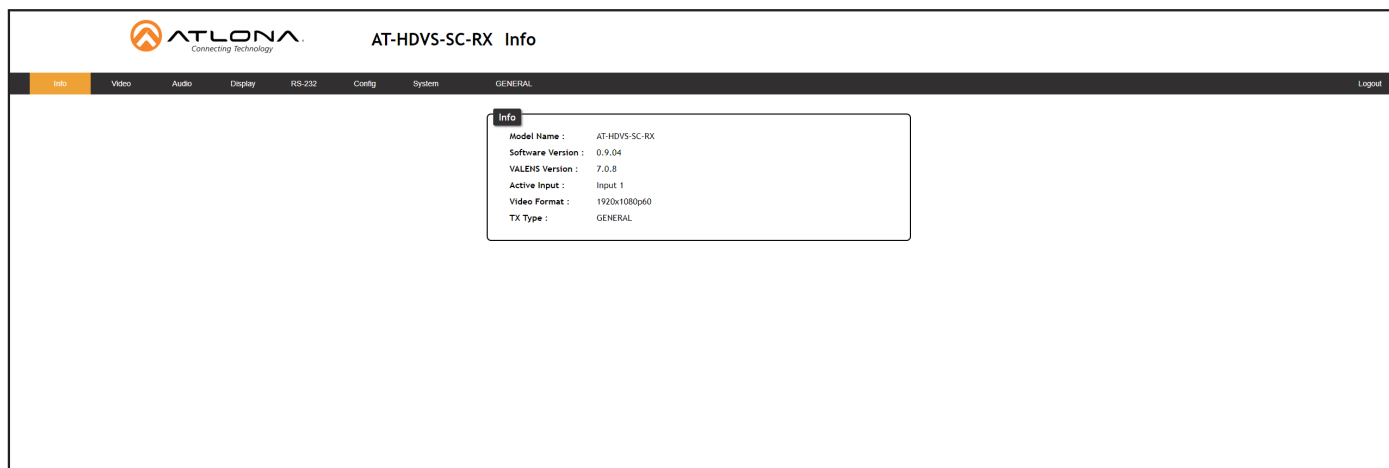 ATLONA.
Connecting Technology
AT-HDVS-SC-RX Info
Info Video Audio Display RS-232 Config System GENERAL Logout
Info
Model Name : AT-HDVS-SC-RX
Software Version : 0.9.04
VALENS Version : 7.0.8
Active Input : Input 1
Video Format : 1920x1080p60
TX Type : GENERAL